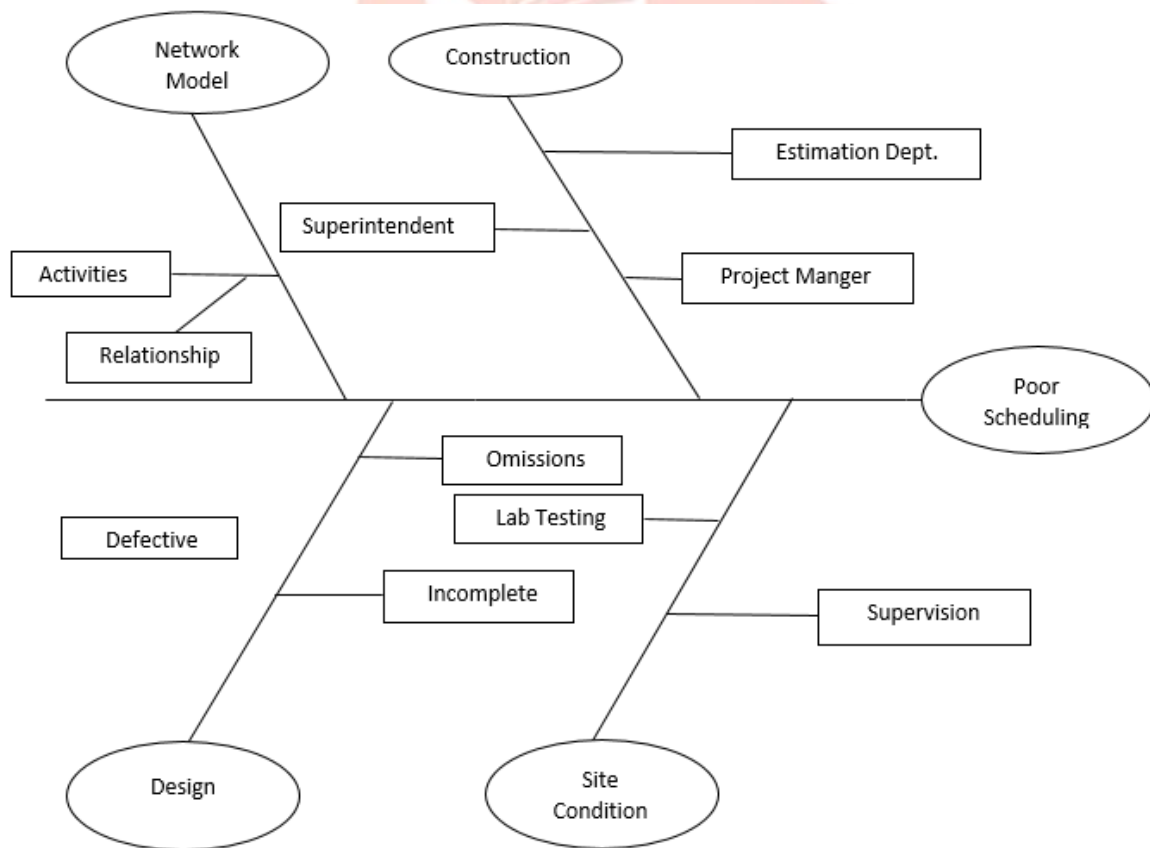 Network
Model
Construction
Estimation Dept.
Superintendent
Activities
Project Manger
Relationship
Poor
Scheduling
Omissions
Lab Testing
Defective
Incomplete
Supervision
Design
Site
Condition